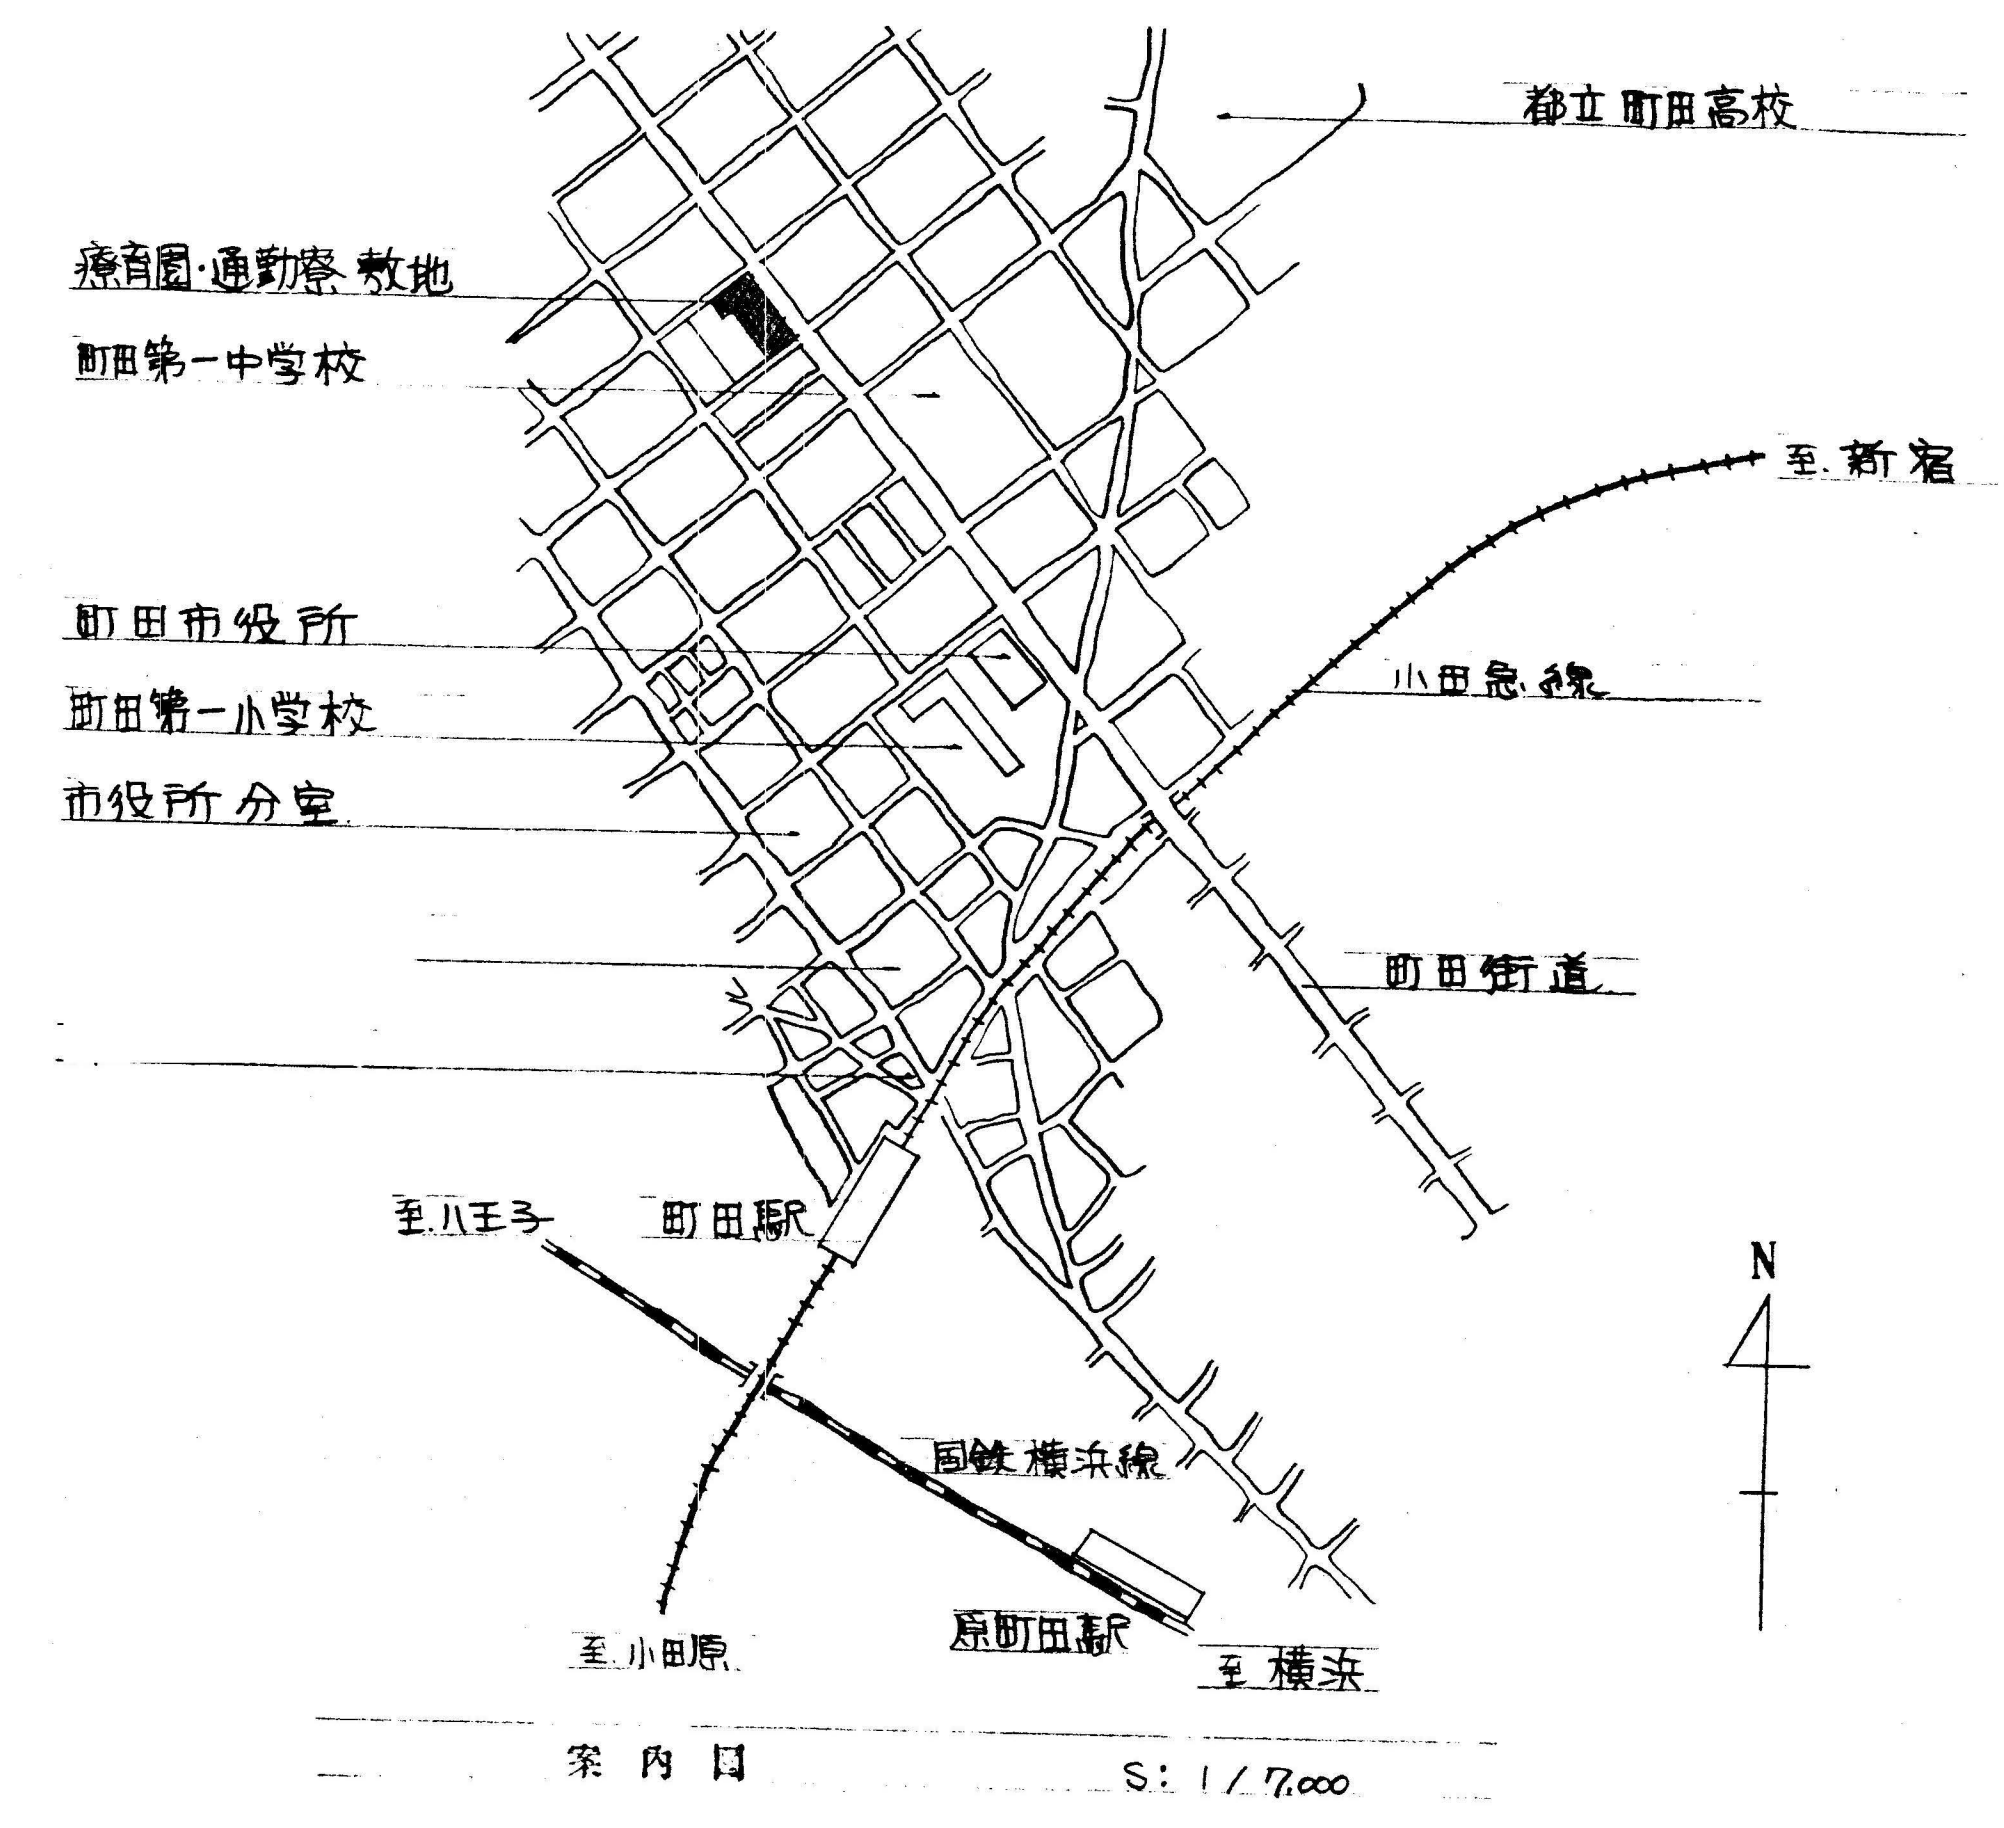 都立町田高校
療育園・通勤寮敷地
町田第一中学校
至.新宿
町田市役所
小田急線
町田第一小学校
市役所分室
町田街道
至.八王子
町田駅
N
国鉄横浜線
原町田駅
至.小田原
至横浜
案内図
S: 1/7,000